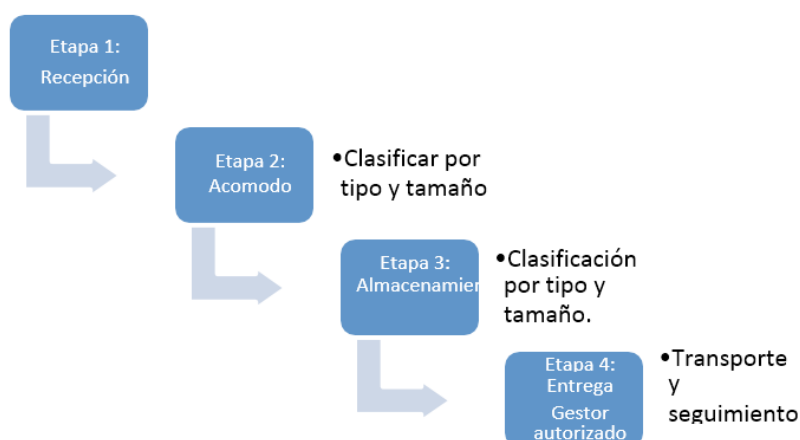 Etapa 1:
Recepción
Etapa 2:
Acomodo
•Clasificar por
tipo y tamaño
Etapa 3:
Almacenamien
•Clasificación
por tipo y
tamaño.
Etapa 4:
Entrega
Gestor
autorizado
•Transporte
y
seguimiento